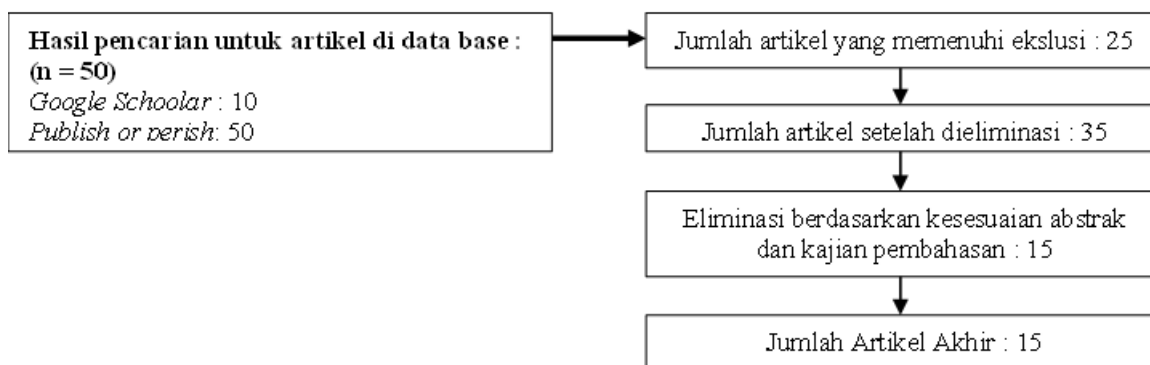 Hasil pencarian untuk artikel di data base :
(n = 50)
Google Schoolar : 10
Publish or perish: 50
Jumlah artikel yang memenuhi ekslusi : 25
Jumlah artikel setelah dieliminasi : 35
Eliminasi berdasarkan kesesuaian abstrak
dan kajian pembahasan : 15
Jumlah Artikel Akhir : 15